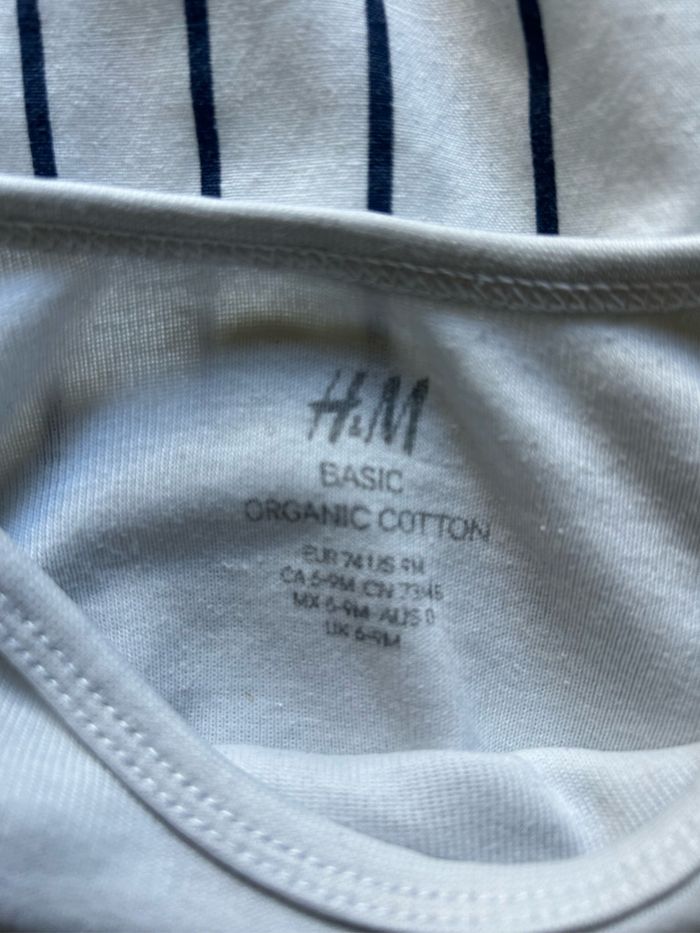 H&M
BASIC
ORGANIC COTTON
EUR 74 US 9M
CA 6-9M CN 73/48
MX 6-9M AUS 0
UK 6-9M